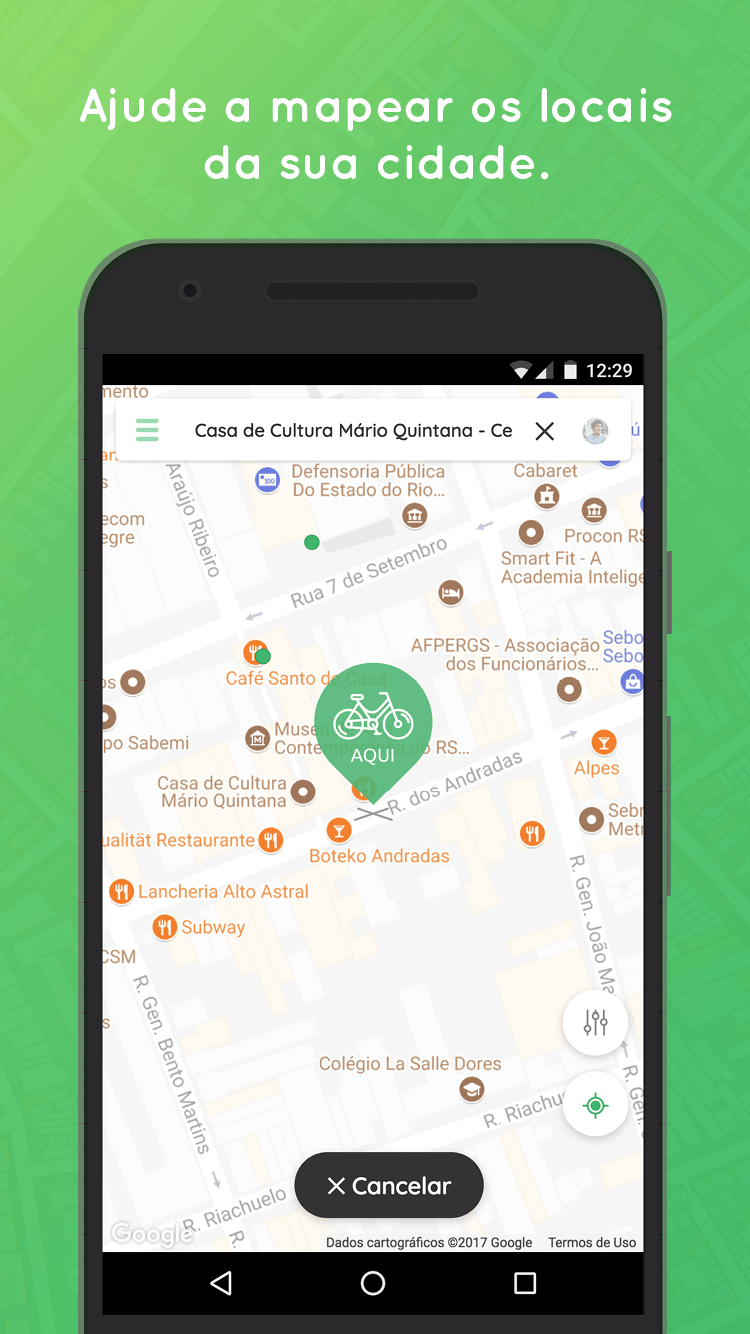 Ajude a mapear os locais
da sua cidade.
12:29
mento
Casa de Cultura Mário Quintana - Ce
Defensoria Pública
Do Estado do Rio...
Cabaret
Araújo Ribeiro
ecom
egre
Procon RS
Smart Fit - A
Academia Intelige
Rua 7 de Setembro
AFPERGS - Associação
dos Funcionários...
Sebo
Sebo
Café Santo de Casa
os
po Sabemi
Museu
Contemporânea do RS...
AQUI
Alpes
Casa de Cultura
Mário Quintana
R. dos Andradas
Sebr
Metr
ualität Restaurante
Boteko Andradas
Lancheria Alto Astral
Subway
CSM
R. Gen. João Ma
R. Gen. Bento Martins
s
Colégio La Salle Dores
R. Riachu
R. Gen.
Cancelar
R. Riachuelo
R.
Google
Dados cartográficos ©2017 Google
Termos de Uso